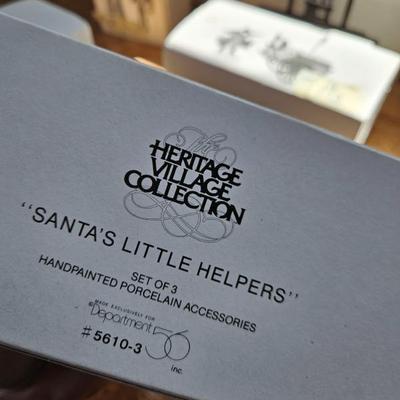 The
HERITAGE
VILLAGE
COLLECTION
"SANTA'S LITTLE HELPERS"
SET OF 3
HANDPAINTED PORCELAIN ACCESSORIES
MADE EXCLUSIVELY FOR
©Department 56
#5610-3
inc.